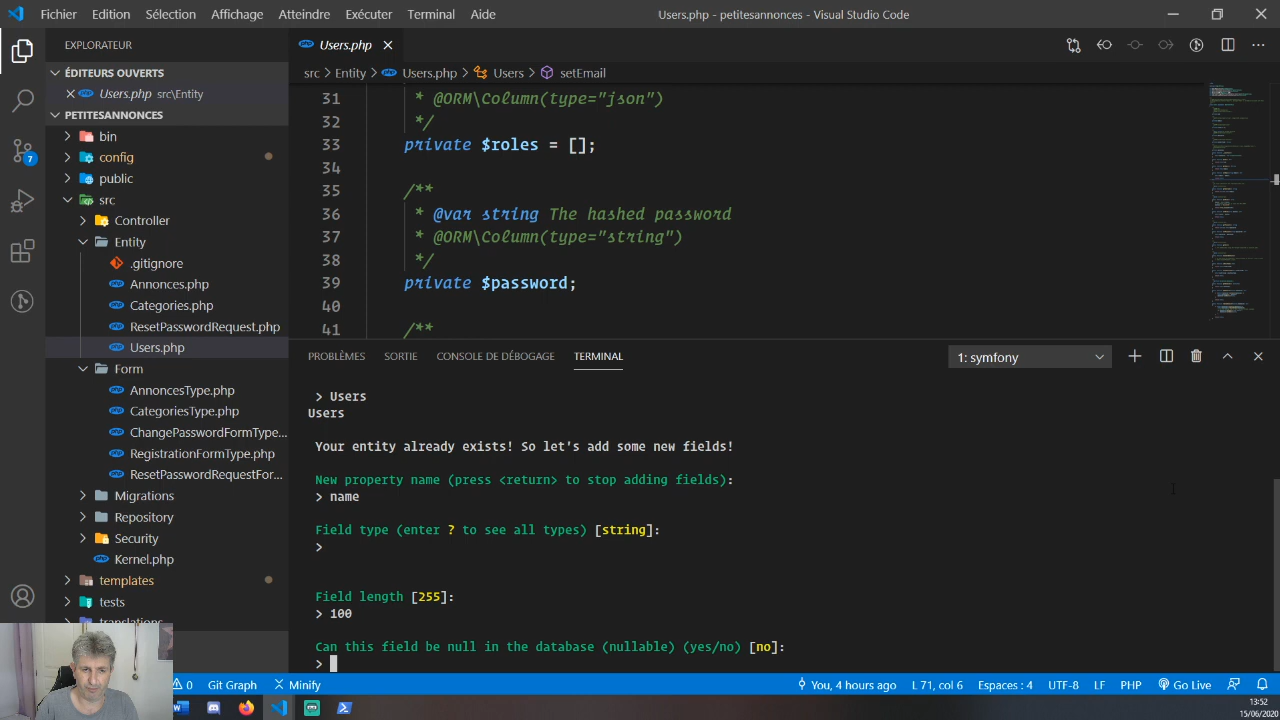 Fichier Edition Sélection Affichage Atteindre Exécuter Terminal Aide
Users.php - petitesannonces - Visual Studio Code
EXPLORATEUR
ÉDITEURS OUVERTS
Users.php src\Entity
PETITESANNONCES
bin
config
public
src
Controller
Entity
.gitignore
Annonces.php
Categories.php
ResetPasswordRequest.php
Users.php
Form
AnnoncesType.php
CategoriesType.php
ChangePasswordFormType...
RegistrationFormType.php
ResetPasswordRequestFor...
Migrations
Repository
Security
Kernel.php
templates
tests
7
php Users.php
src > Entity > php Users.php > Users > setEmail
31 * @ORM\Column(type="json")
32 */
33 private $roles = [];
34
35 /**
36 * @var string The hashed password
37 * @ORM\Column(type="string")
38 */
39 private $password;
40
41 /**
PROBLÈMES SORTIE CONSOLE DE DÉBOGAGE TERMINAL
1: symfony
> Users
Users
Your entity already exists! So let's add some new fields!
New property name (press <return> to stop adding fields):
> name
Field type (enter ? to see all types) [string]:
>
Field length [255]:
> 100
Can this field be null in the database (nullable) (yes/no) [no]:
>
0 Git Graph Minify
You, 4 hours ago L 71, col 6 Espaces : 4 UTF-8 LF PHP Go Live
13:52
15/06/2020